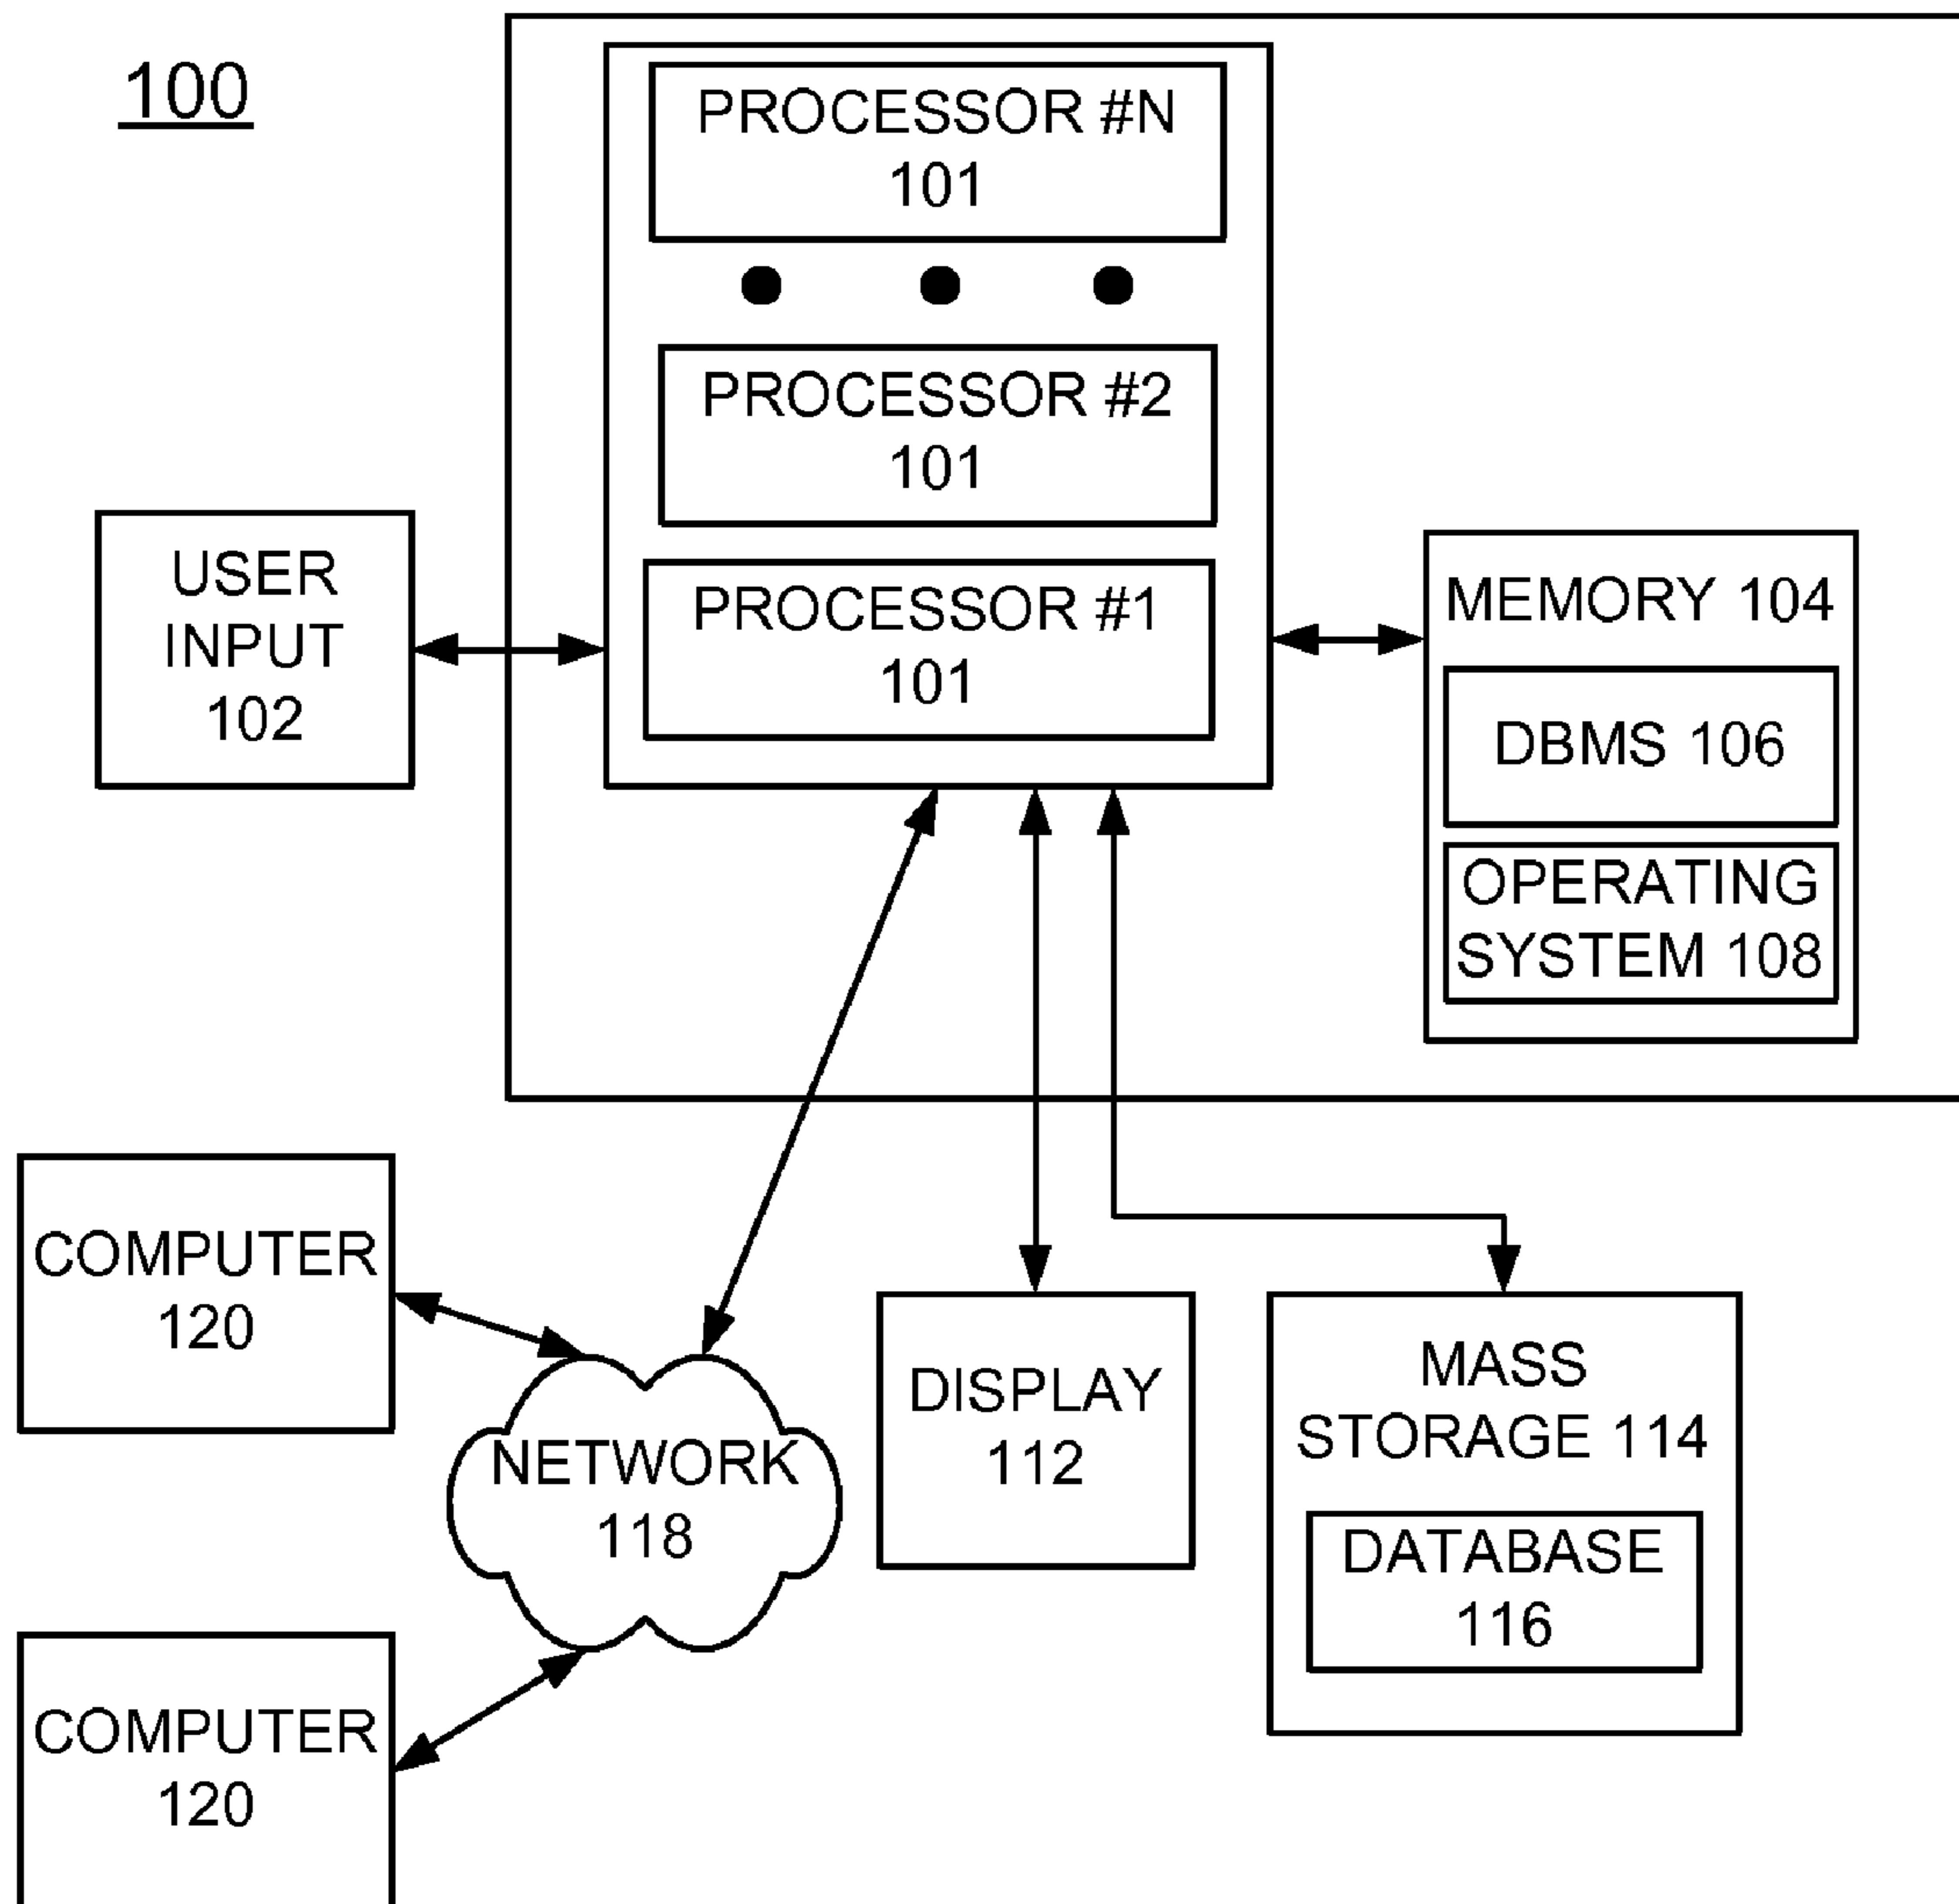 100
PROCESSOR #N
101
PROCESSOR #2
101
PROCESSOR #1
101
USER
INPUT
102
MEMORY 104
DBMS 106
OPERATING
SYSTEM 108
COMPUTER
120
NETWORK
118
DISPLAY
112
MASS
STORAGE 114
DATABASE
116
COMPUTER
120